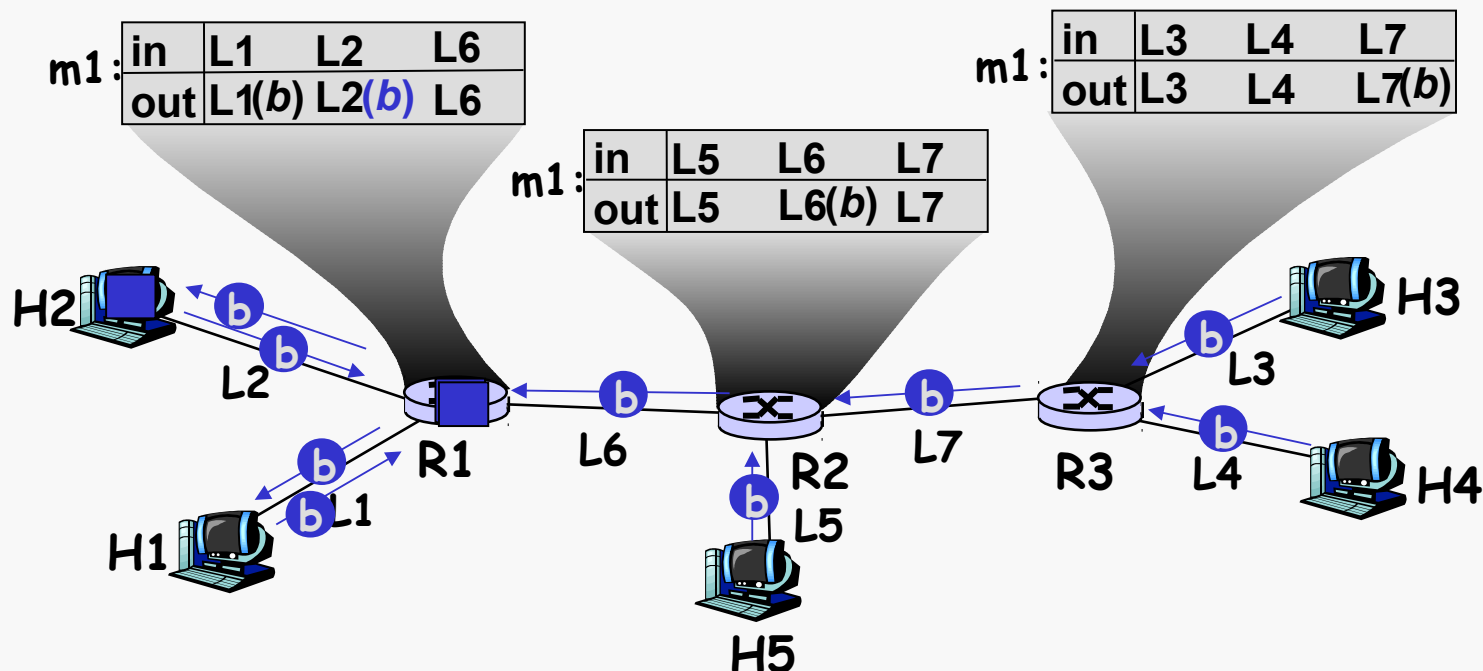 m1:
in L1 L2 L6
out L1(b) L2(b) L6
m1:
in L3 L4 L7
out L3 L4 L7(b)
m1:
in L5 L6 L7
out L5 L6(b) L7
H2
b
b
L2
H3
b
L3
b
L6
b
L7
R1
R2
R3
b
L4
H4
b
b
L1
H1
b
L5
H5